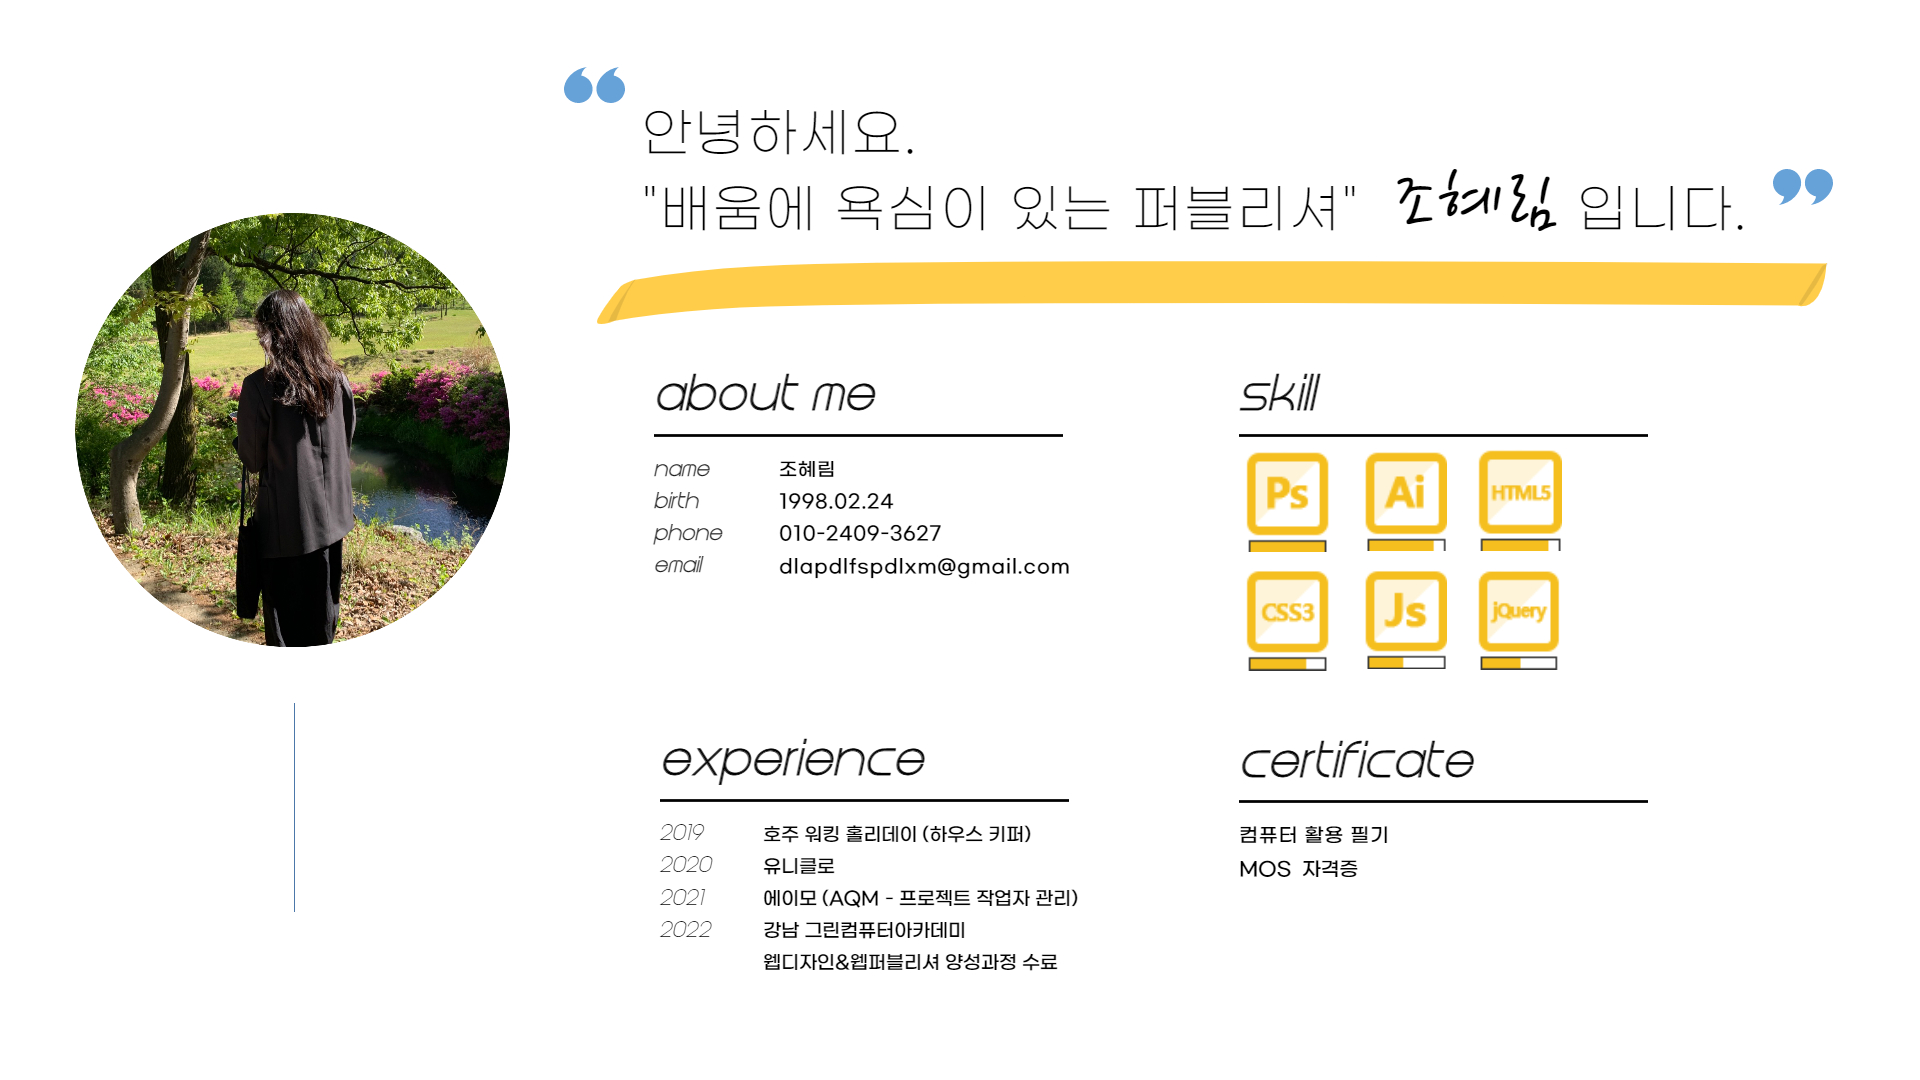 안녕하세요.
"배움에 욕심이 있는 퍼블리셔" 조혜림 입니다.
about me
name 조혜림
birth 1998.02.24
phone 010-2409-3627
email dlapdlfspdlxm@gmail.com
skill
Ps Ai HTML5
CSS3 Js jQuery
experience
2019 호주 워킹 홀리데이 (하우스 키퍼)
2020 유니클로
2021 에이모 (AQM - 프로젝트 작업자 관리)
2022 강남 그린컴퓨터아카데미
웹디자인&웹퍼블리셔 양성과정 수료
certificate
컴퓨터 활용 필기
MOS 자격증